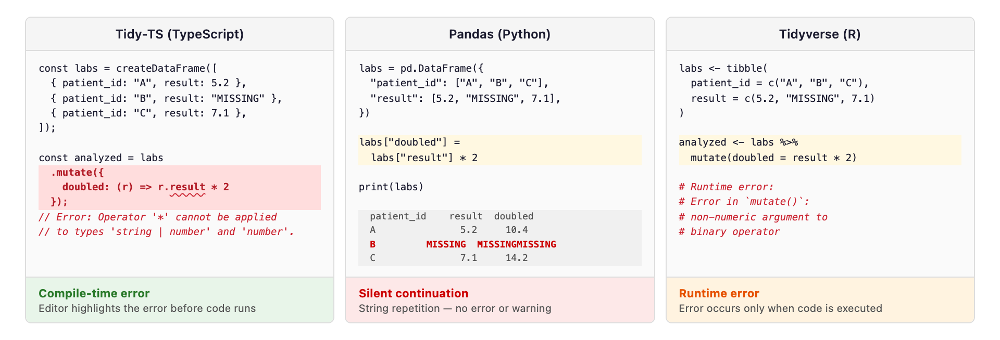 Tidy-TS (TypeScript)
const labs = createDataFrame([
  { patient_id: "A", result: 5.2 },
  { patient_id: "B", result: "MISSING" },
  { patient_id: "C", result: 7.1 },
]);
const analyzed = labs
  .mutate({
    doubled: (r) => r.result * 2
  });
// Error: Operator '*' cannot be applied
// to types 'string | number' and 'number'.
Compile-time error
Editor highlights the error before code runs
Pandas (Python)
labs = pd.DataFrame({
  "patient_id": ["A", "B", "C"],
  "result": [5.2, "MISSING", 7.1],
})
labs["doubled"] =
  labs["result"] * 2
print(labs)
  patient_id    result  doubled
  A               5.2     10.4
  B         MISSING  MISSINGMISSING
  C               7.1     14.2
Silent continuation
String repetition — no error or warning
Tidyverse (R)
labs <- tibble(
  patient_id = c("A", "B", "C"),
  result = c(5.2, "MISSING", 7.1)
)
analyzed <- labs %>%
  mutate(doubled = result * 2)
# Runtime error:
# Error in `mutate()`:
# non-numeric argument to
# binary operator
Runtime error
Error occurs only when code is executed